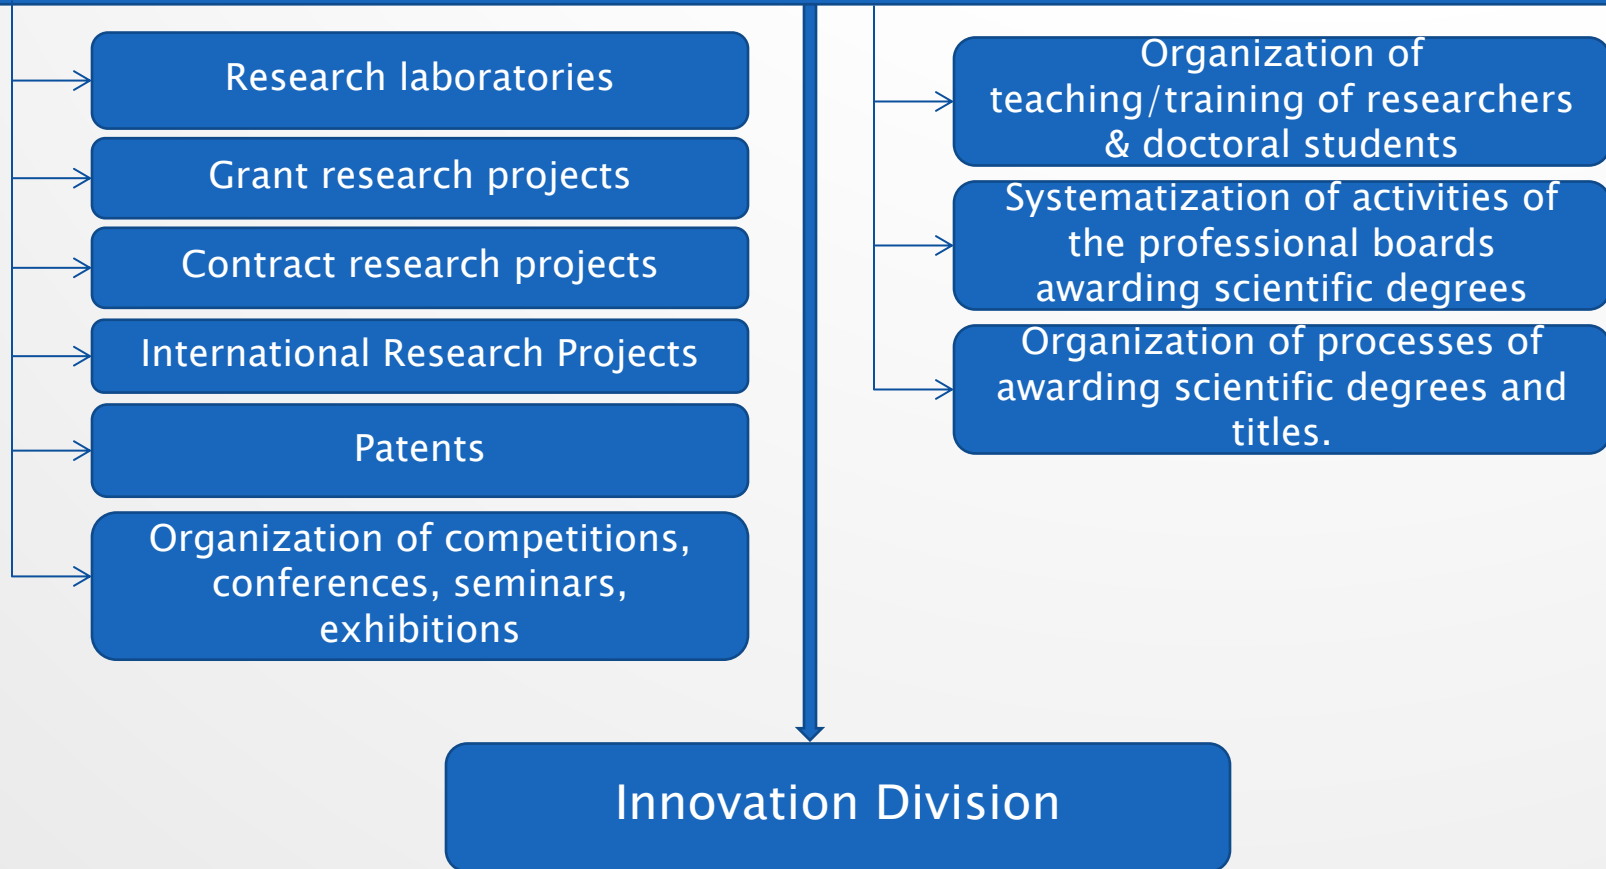 Research laboratories
Grant research projects
Contract research projects
International Research Projects
Patents
Organization of competitions,
conferences, seminars,
exhibitions
Organization of
teaching/training of researchers
& doctoral students
Systematization of activities of
the professional boards
awarding scientific degrees
Organization of processes of
awarding scientific degrees and
titles.
Innovation Division